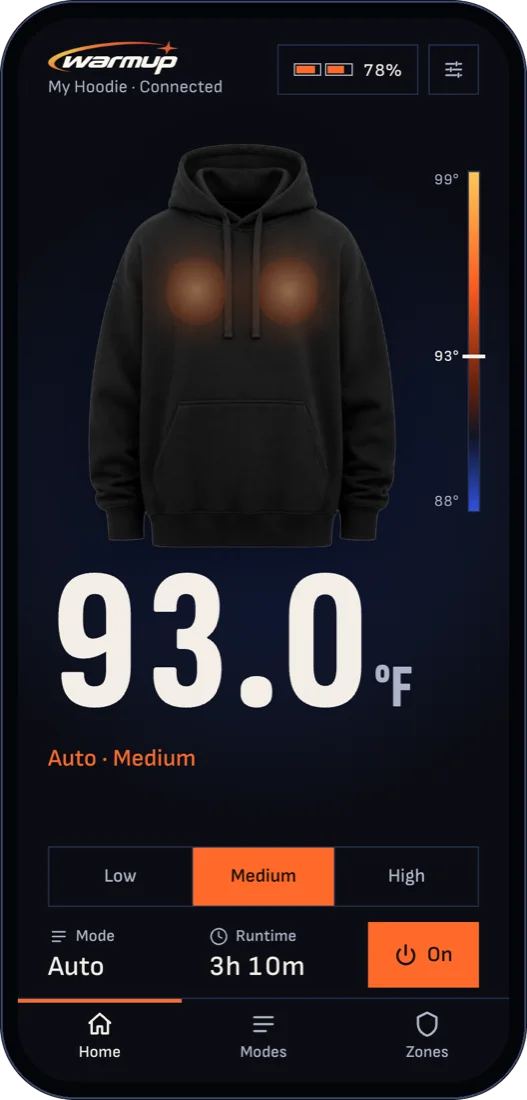 warmup
My Hoodie · Connected
78%
99°
93°
88°
93.0 °F
Auto · Medium
Low Medium High
Mode Runtime
Auto 3h 10m
On
Home Modes Zones